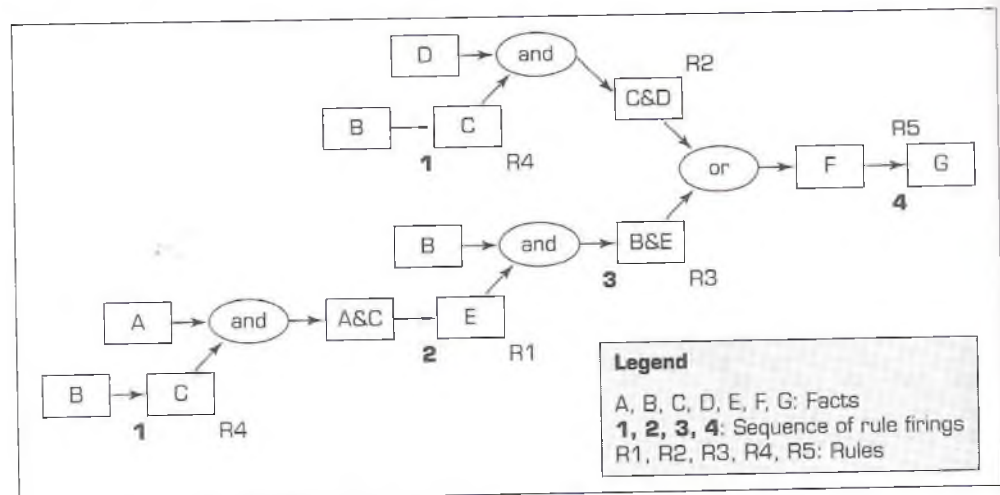 D
and
R2
C&D
B
C
1
R4
R5
or
F
G
4
B
and
B&E
3
R3
A
and
A&C
E
2
R1
B
C
1
R4
Legend
A, B, C, D, E, F, G: Facts
1, 2, 3, 4: Sequence of rule firings
R1, R2, R3, R4, R5: Rules